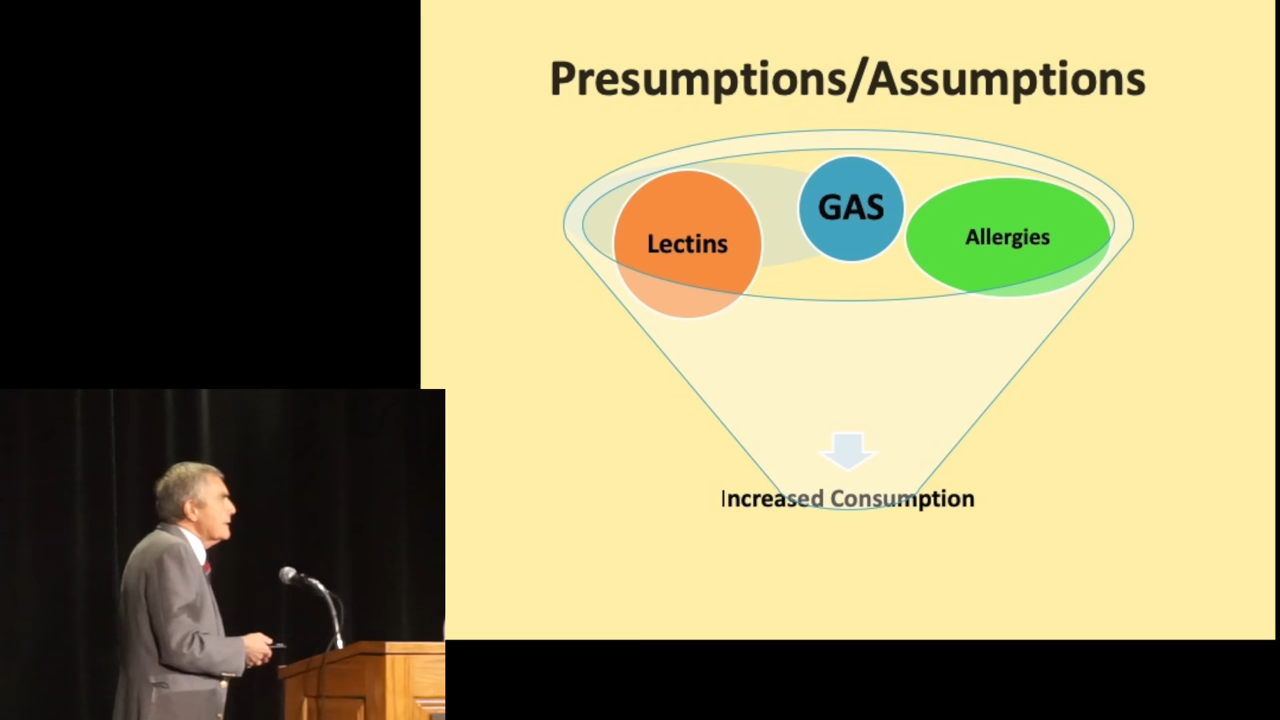 Presumptions/Assumptions
GAS
Lectins
Allergies
Increased Consumption